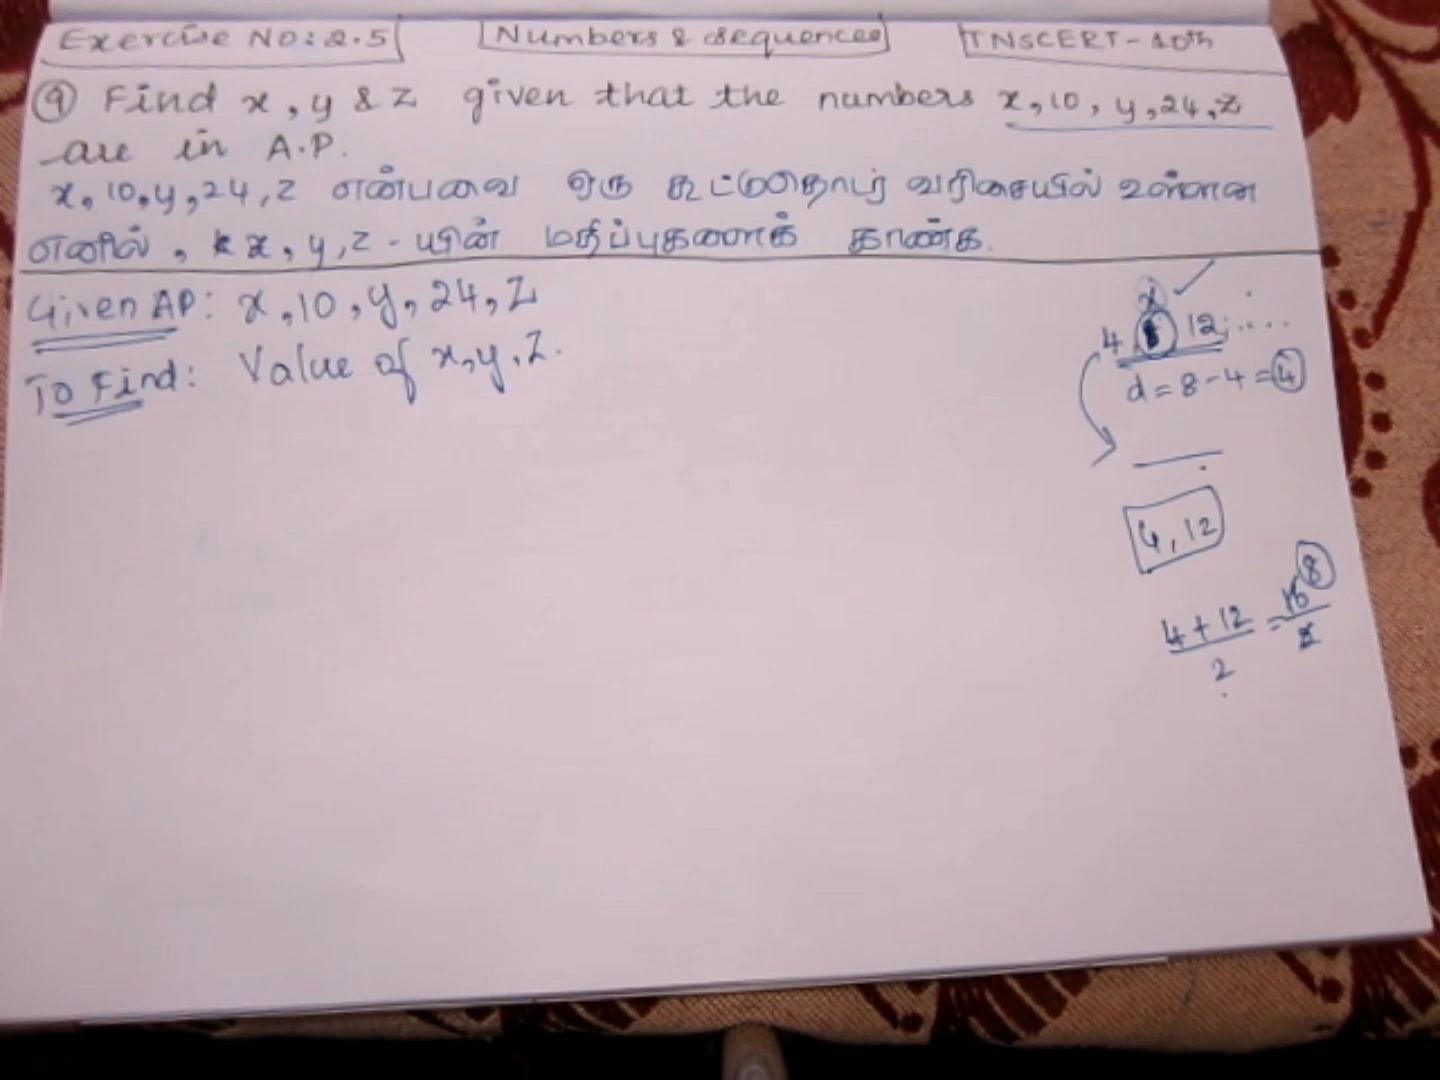 Exercise NO: 2.5 Numbers & Sequences TNSCERT - 10th
⑨ Find x, y & z given that the numbers x, 10, y, 24, z
are in A.P.
x, 10, y, 24, z என்பவை ஒரு கூட்டுதொடர் வரிசையில் உள்ளன
எனில், x, y, z - யின் மதிப்புகளைக் காண்க.
Given AP: x, 10, y, 24, z
To Find: Value of x, y, z.
x ✓
4, 8, 12, ....
d = 8 - 4 = 4
4, 12
4 + 12 / 2 = 16 / 2 8